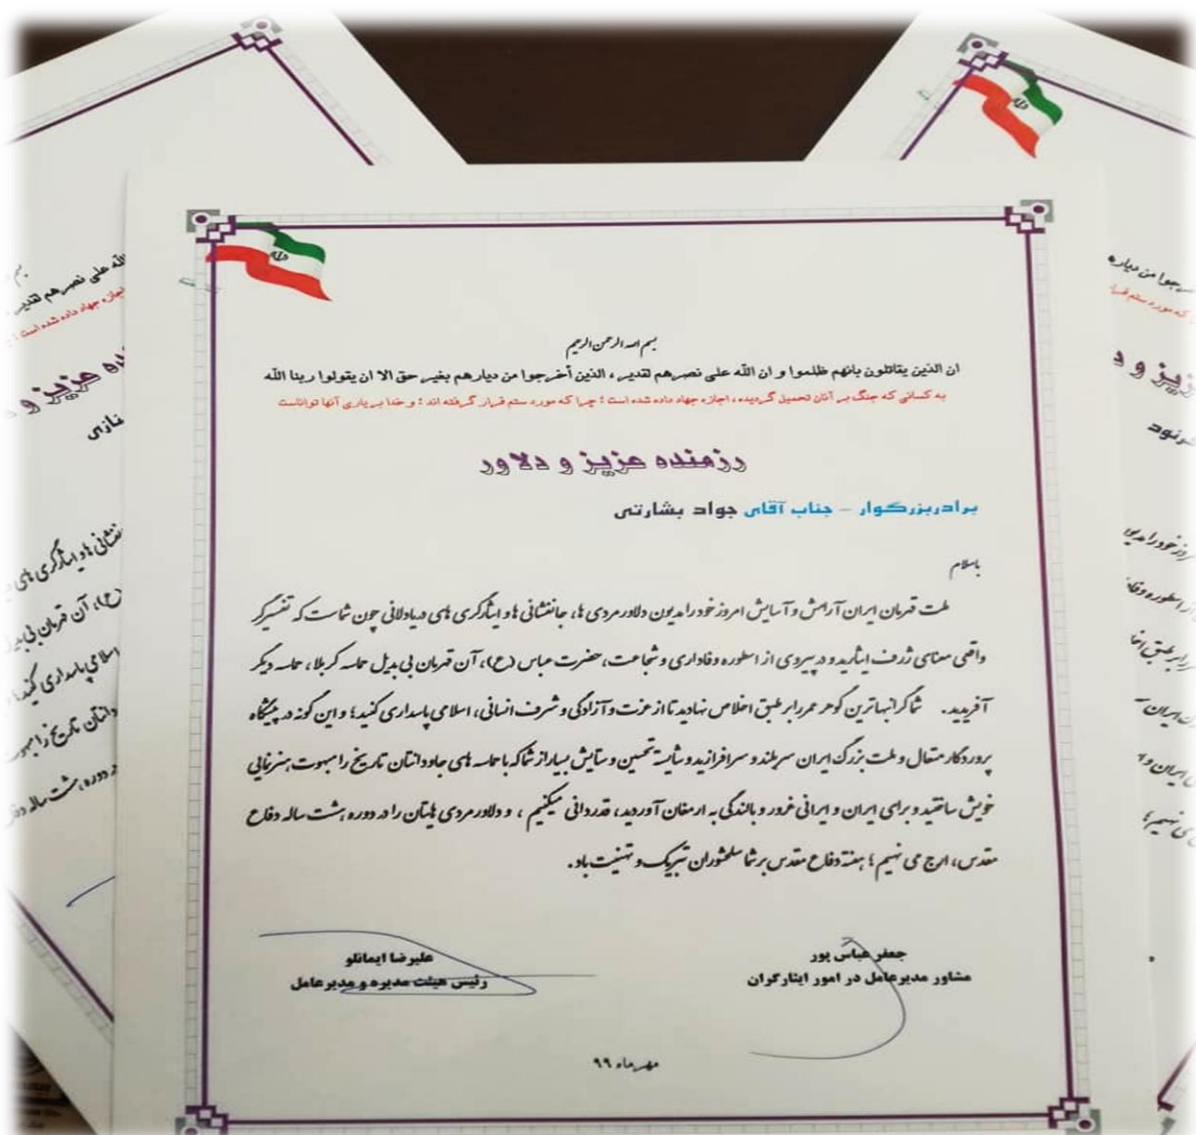 بسم الله الرحمن الرحیم
ان الذین یقاتلون بانهم ظلموا و ان الله علی نصرهم لقدیر ، الذین أخرجوا من دیارهم بغیر حق الا ان یقولوا ربنا الله
به کسانی که جنگ بر آنان تحمیل گردیده ، اجازه جهاد داده شده است ؛ چرا که مورد ستم قرار گرفته اند ؛ و خدا بر یاری آنها تواناست
رزمنده عزیز و دلاور
برادربزرگوار - جناب آقای جواد بشارتی
باسلام
ملت قهرمان ایران آرامش و آسایش امروز خود را مدیون دلاورمردی ها، جانفشانی ها و ایثارگری های دریادلانی چون شماست که تفسیرگر
واقعی معنای ژرف ایثارید و در پیروی از اسطوره وفاداری و شجاعت، حضرت عباس (ع)، آن قهرمان بی بدیل حماسه کربلا، حماسه دیگر
آفریدید. شما گرانبهاترین گوهر عمر را بر طبق اخلاص نهادید تا از عزت و آزادگی و شرف انسانی، اسلامی پاسداری کنید؛ و این گونه در پیشگاه
پروردگار متعال و ملت بزرگ ایران سربلند و سرافرازید و شایسته تحسین و ستایش بسیار از شما که با حماسه های جاودانتان تاریخ را مبهوت هنرنمایی
خویش ساختید و برای ایران و ایرانی غرور و بالندگی به ارمغان آوردید، قدردانی میکنیم ، و دلاورمردی هایتان را در دوره هشت ساله دفاع
مقدس، ارج می نهیم ؛ هفته دفاع مقدس بر شما سلحشوران تبریک و تهنیت باد.
جعفر عباس پور
مشاور مدیرعامل در امور ایثارگران
علیرضا ایمانلو
رئیس هیئت مدیره و مدیرعامل
مهر ماه ۹۹